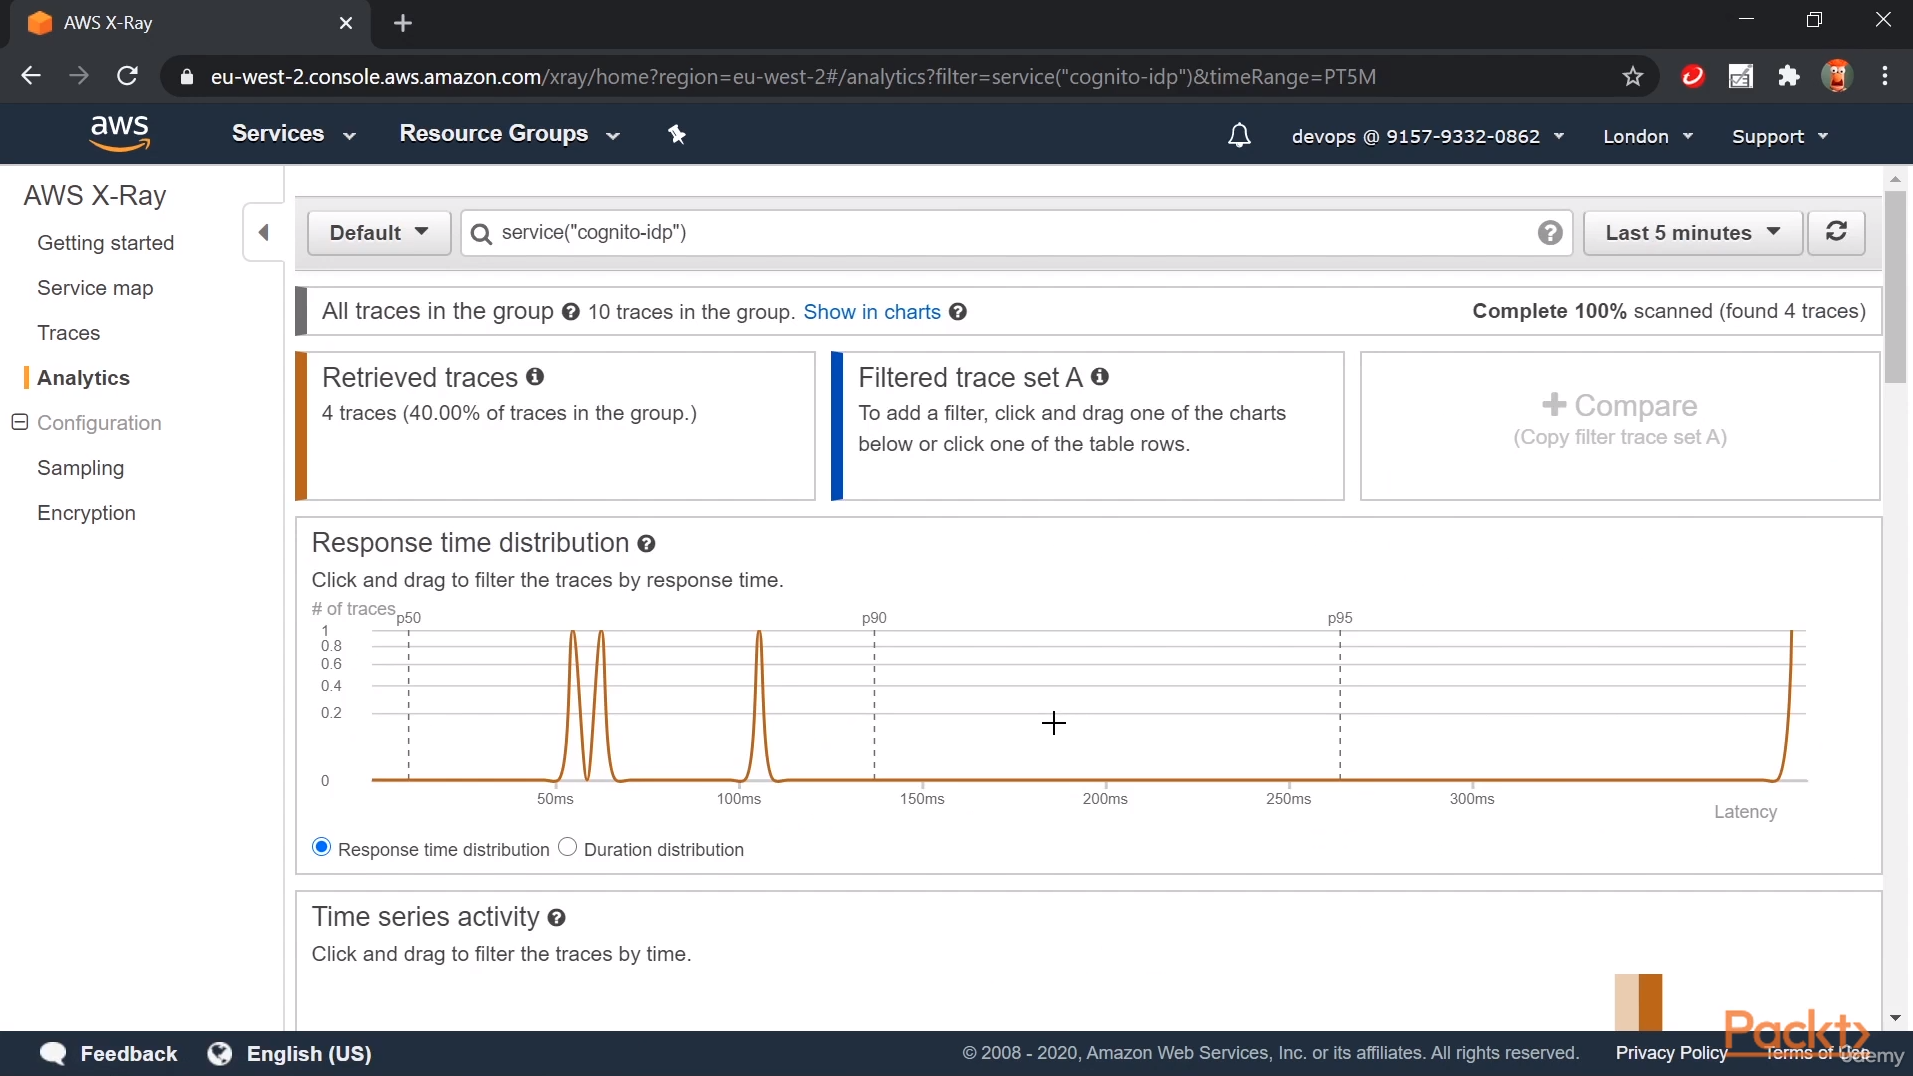 AWS X-Ray
eu-west-2.console.aws.amazon.com/xray/home?region=eu-west-2#/analytics?filter=service("cognito-idp")&timeRange=PT5M
aws
Services
Resource Groups
devops @ 9157-9332-0862
London
Support
AWS X-Ray
Getting started
Service map
Traces
Analytics
Configuration
Sampling
Encryption
Default
service("cognito-idp")
Last 5 minutes
All traces in the group 10 traces in the group. Show in charts
Complete 100% scanned (found 4 traces)
Retrieved traces
4 traces (40.00% of traces in the group.)
Filtered trace set A
To add a filter, click and drag one of the charts
below or click one of the table rows.
Compare
(Copy filter trace set A)
Response time distribution
Click and drag to filter the traces by response time.
# of traces
p50
p90
p95
1
0.8
0.6
0.4
0.2
0
50ms
100ms
150ms
200ms
250ms
300ms
Latency
Response time distribution
Duration distribution
Time series activity
Click and drag to filter the traces by time.
Packt
Feedback
English (US)
© 2008 - 2020, Amazon Web Services, Inc. or its affiliates. All rights reserved.
Privacy Policy
Terms of Use
udemy